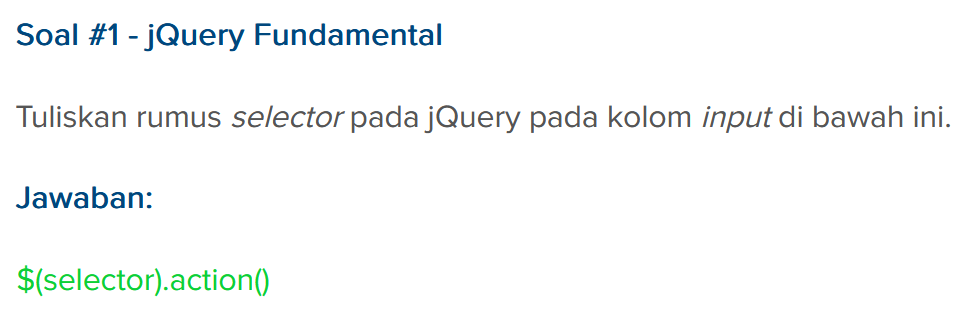 Soal #1 - jQuery Fundamental
Tuliskan rumus selector pada jQuery pada kolom input di bawah ini.
Jawaban:
$(selector).action()